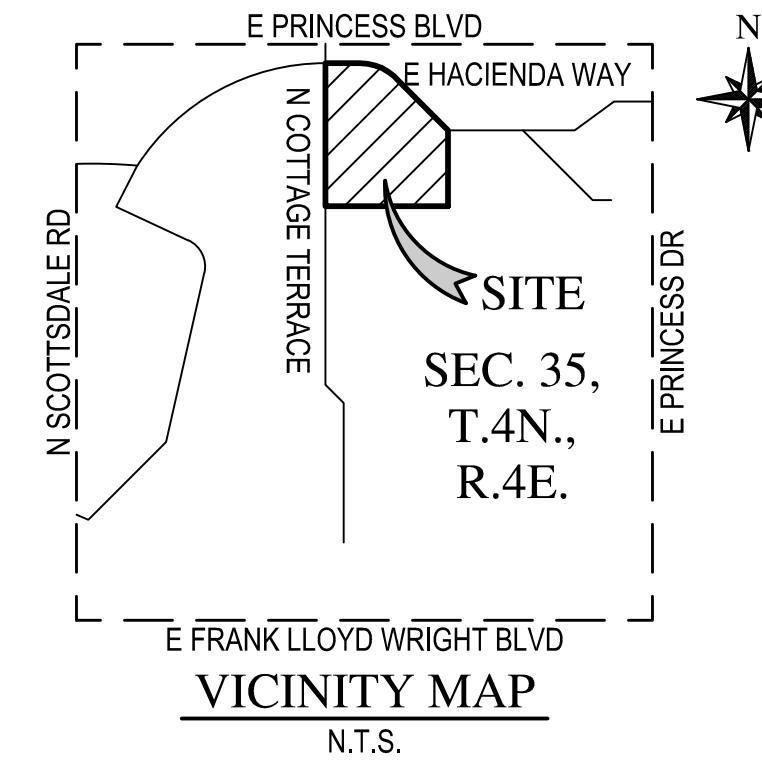 E PRINCESS BLVD
N
E HACIENDA WAY
N COTTAGE TERRACE
N SCOTTSDALE RD
SITE
E PRINCESS DR
SEC. 35,
T.4N.,
R.4E.
E FRANK LLOYD WRIGHT BLVD
VICINITY MAP
N.T.S.